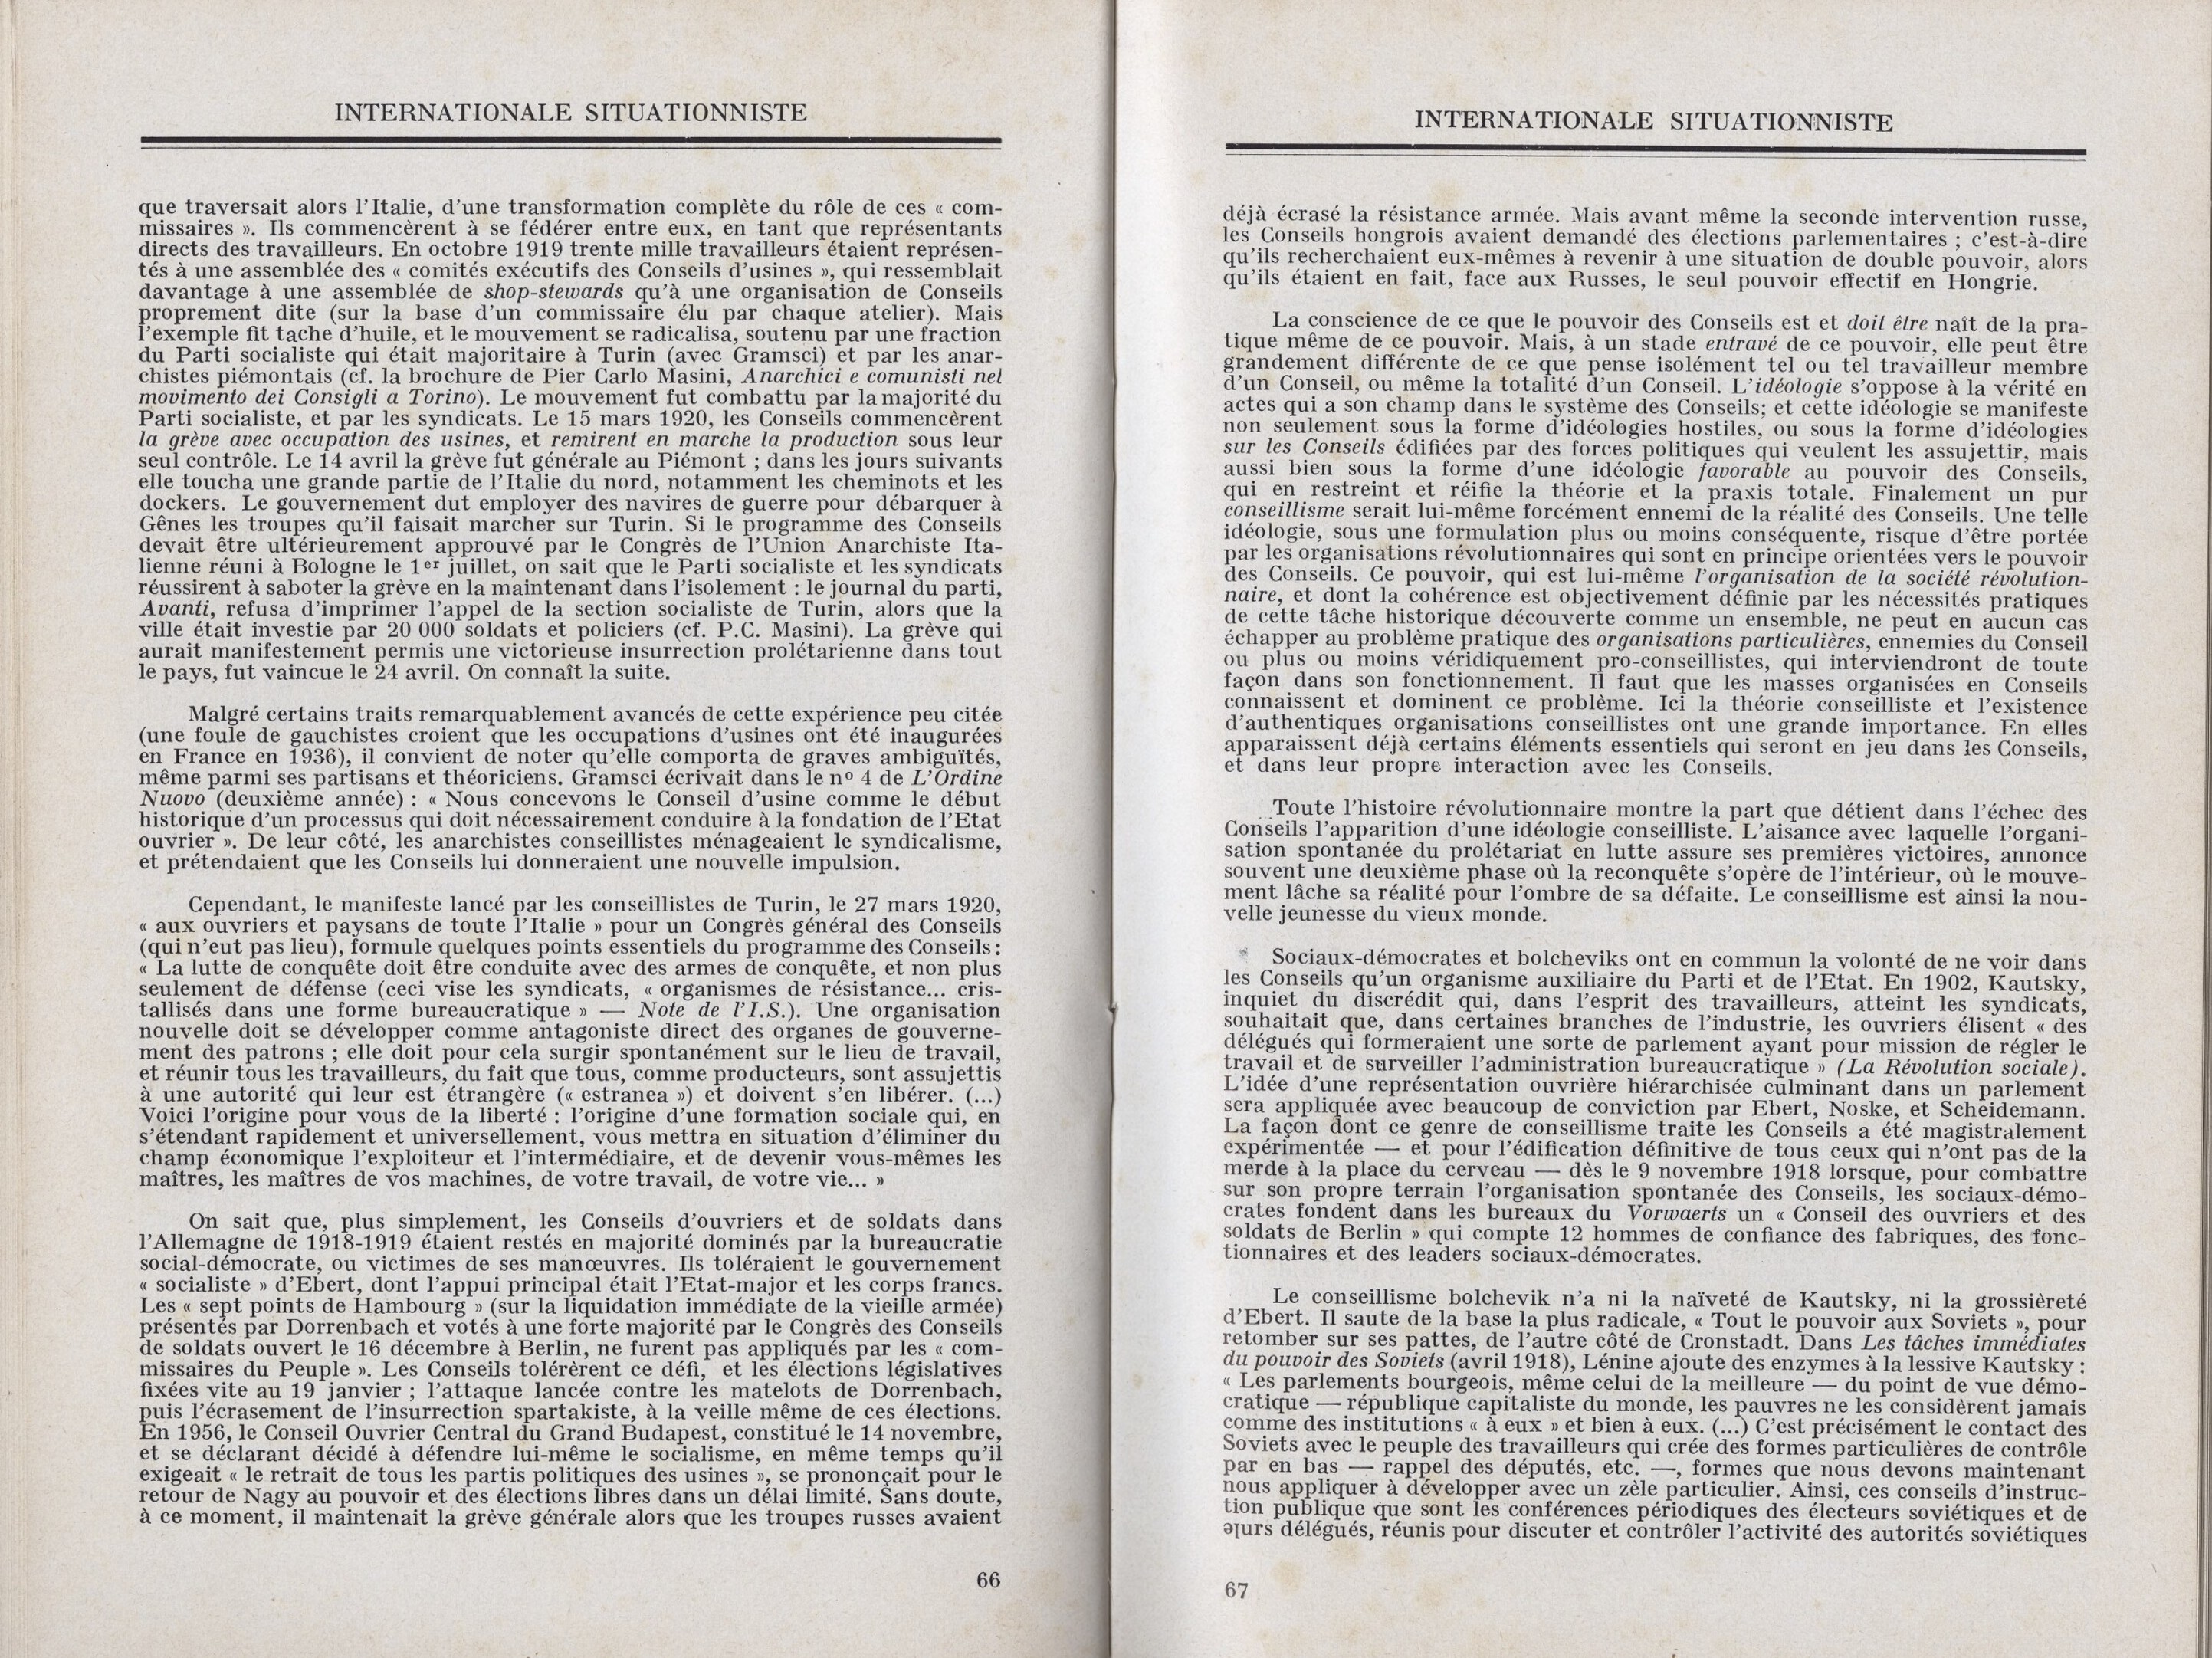 INTERNATIONALE SITUATIONNISTE
que traversait alors l'Italie, d'une transformation complète du rôle de ces « com-
missaires ». Ils commencèrent à se fédérer entre eux, en tant que représentants
directs des travailleurs. En octobre 1919 trente mille travailleurs étaient représen-
tés à une assemblée des « comités exécutifs des Conseils d'usines », qui ressemblait
davantage à une assemblée de shop-stewards qu'à une organisation de Conseils
proprement dite (sur la base d'un commissaire élu par chaque atelier). Mais
l'exemple fit tache d'huile, et le mouvement se radicalisa, soutenu par une fraction
du Parti socialiste qui était majoritaire à Turin (avec Gramsci) et par les anar-
chistes piémontais (cf. la brochure de Pier Carlo Masini, Anarchici e comunisti nel
movimento dei Consigli a Torino). Le mouvement fut combattu par la majorité du
Parti socialiste, et par les syndicats. Le 15 mars 1920, les Conseils commencèrent
la grève avec occupation des usines, et remirent en marche la production sous leur
seul contrôle. Le 14 avril la grève fut générale au Piémont ; dans les jours suivants
elle toucha une grande partie de l'Italie du nord, notamment les cheminots et les
dockers. Le gouvernement dut employer des navires de guerre pour débarquer à
Gênes les troupes qu'il faisait marcher sur Turin. Si le programme des Conseils
devait être ultérieurement approuvé par le Congrès de l'Union Anarchiste Ita-
lienne réuni à Bologne le 1er juillet, on sait que le Parti socialiste et les syndicats
réussirent à saboter la grève en la maintenant dans l'isolement : le journal du parti,
Avanti, refusa d'imprimer l'appel de la section socialiste de Turin, alors que la
ville était investie par 20 000 soldats et policiers (cf. P.C. Masini). La grève qui
aurait manifestement permis une victorieuse insurrection prolétarienne dans tout
le pays, fut vaincue le 24 avril. On connaît la suite.
Malgré certains traits remarquablement avancés de cette expérience peu citée
(une foule de gauchistes croient que les occupations d'usines ont été inaugurées
en France en 1936), il convient de noter qu'elle comporta de graves ambiguïtés,
même parmi ses partisans et théoriciens. Gramsci écrivait dans le no 4 de L'Ordine
Nuovo (deuxième année) : « Nous concevons le Conseil d'usine comme le début
historique d'un processus qui doit nécessairement conduire à la fondation de l'Etat
ouvrier ». De leur côté, les anarchistes conseillistes ménageaient le syndicalisme,
et prétendaient que les Conseils lui donneraient une nouvelle impulsion.
Cependant, le manifeste lancé par les conseillistes de Turin, le 27 mars 1920,
« aux ouvriers et paysans de toute l'Italie » pour un Congrès général des Conseils
(qui n'eut pas lieu), formule quelques points essentiels du programme des Conseils :
« La lutte de conquête doit être conduite avec des armes de conquête, et non plus
seulement de défense (ceci vise les syndicats, « organismes de résistance... cris-
tallisés dans une forme bureaucratique » — Note de l'I.S.). Une organisation
nouvelle doit se développer comme antagoniste direct des organes de gouverne-
ment des patrons ; elle doit pour cela surgir spontanément sur le lieu de travail,
et réunir tous les travailleurs, du fait que tous, comme producteurs, sont assujettis
à une autorité qui leur est étrangère (« estranea ») et doivent s'en libérer. (...)
Voici l'origine pour vous de la liberté : l'origine d'une formation sociale qui, en
s'étendant rapidement et universellement, vous mettra en situation d'éliminer du
champ économique l'exploiteur et l'intermédiaire, et de devenir vous-mêmes les
maîtres, les maîtres de vos machines, de votre travail, de votre vie... »
On sait que, plus simplement, les Conseils d'ouvriers et de soldats dans
l'Allemagne de 1918-1919 étaient restés en majorité dominés par la bureaucratie
social-démocrate, ou victimes de ses manœuvres. Ils toléraient le gouvernement
« socialiste » d'Ebert, dont l'appui principal était l'Etat-major et les corps francs.
Les « sept points de Hambourg » (sur la liquidation immédiate de la vieille armée)
présentés par Dorrenbach et votés à une forte majorité par le Congrès des Conseils
de soldats ouvert le 16 décembre à Berlin, ne furent pas appliqués par les « com-
missaires du Peuple ». Les Conseils tolérèrent ce défi, et les élections législatives
fixées vite au 19 janvier ; l'attaque lancée contre les matelots de Dorrenbach,
puis l'écrasement de l'insurrection spartakiste, à la veille même de ces élections.
En 1956, le Conseil Ouvrier Central du Grand Budapest, constitué le 14 novembre,
et se déclarant décidé à défendre lui-même le socialisme, en même temps qu'il
exigeait « le retrait de tous les partis politiques des usines », se prononçait pour le
retour de Nagy au pouvoir et des élections libres dans un délai limité. Sans doute,
à ce moment, il maintenait la grève générale alors que les troupes russes avaient
66
INTERNATIONALE SITUATIONNISTE
déjà écrasé la résistance armée. Mais avant même la seconde intervention russe,
les Conseils hongrois avaient demandé des élections parlementaires ; c'est-à-dire
qu'ils recherchaient eux-mêmes à revenir à une situation de double pouvoir, alors
qu'ils étaient en fait, face aux Russes, le seul pouvoir effectif en Hongrie.
La conscience de ce que le pouvoir des Conseils est et doit être naît de la pra-
tique même de ce pouvoir. Mais, à un stade entravé de ce pouvoir, elle peut être
grandement différente de ce que pense isolément tel ou tel travailleur membre
d'un Conseil, ou même la totalité d'un Conseil. L'idéologie s'oppose à la vérité en
actes qui a son champ dans le système des Conseils; et cette idéologie se manifeste
non seulement sous la forme d'idéologies hostiles, ou sous la forme d'idéologies
sur les Conseils édifiées par des forces politiques qui veulent les assujettir, mais
aussi bien sous la forme d'une idéologie favorable au pouvoir des Conseils,
qui en restreint et réifie la théorie et la praxis totale. Finalement un pur
conseillisme serait lui-même forcément ennemi de la réalité des Conseils. Une telle
idéologie, sous une formulation plus ou moins conséquente, risque d'être portée
par les organisations révolutionnaires qui sont en principe orientées vers le pouvoir
des Conseils. Ce pouvoir, qui est lui-même l'organisation de la société révolution-
naire, et dont la cohérence est objectivement définie par les nécessités pratiques
de cette tâche historique découverte comme un ensemble, ne peut en aucun cas
échapper au problème pratique des organisations particulières, ennemies du Conseil
ou plus ou moins véridiquement pro-conseillistes, qui interviendront de toute
façon dans son fonctionnement. Il faut que les masses organisées en Conseils
connaissent et dominent ce problème. Ici la théorie conseilliste et l'existence
d'authentiques organisations conseillistes ont une grande importance. En elles
apparaissent déjà certains éléments essentiels qui seront en jeu dans les Conseils,
et dans leur propre interaction avec les Conseils.
Toute l'histoire révolutionnaire montre la part que détient dans l'échec des
Conseils l'apparition d'une idéologie conseilliste. L'aisance avec laquelle l'organi-
sation spontanée du prolétariat en lutte assure ses premières victoires, annonce
souvent une deuxième phase où la reconquête s'opère de l'intérieur, où le mouve-
ment lâche sa réalité pour l'ombre de sa défaite. Le conseillisme est ainsi la nou-
velle jeunesse du vieux monde.
Sociaux-démocrates et bolcheviks ont en commun la volonté de ne voir dans
les Conseils qu'un organisme auxiliaire du Parti et de l'Etat. En 1902, Kautsky,
inquiet du discrédit qui, dans l'esprit des travailleurs, atteint les syndicats,
souhaitait que, dans certaines branches de l'industrie, les ouvriers élisent « des
délégués qui formeraient une sorte de parlement ayant pour mission de régler le
travail et de surveiller l'administration bureaucratique » (La Révolution sociale).
L'idée d'une représentation ouvrière hiérarchisée culminant dans un parlement
sera appliquée avec beaucoup de conviction par Ebert, Noske, et Scheidemann.
La façon dont ce genre de conseillisme traite les Conseils a été magistralement
expérimentée — et pour l'édification définitive de tous ceux qui n'ont pas de la
merde à la place du cerveau — dès le 9 novembre 1918 lorsque, pour combattre
sur son propre terrain l'organisation spontanée des Conseils, les sociaux-démo-
crates fondent dans les bureaux du Vorwaerts un « Conseil des ouvriers et des
soldats de Berlin » qui compte 12 hommes de confiance des fabriques, des fonc-
tionnaires et des leaders sociaux-démocrates.
Le conseillisme bolchevik n'a ni la naïveté de Kautsky, ni la grossièreté
d'Ebert. Il saute de la base la plus radicale, « Tout le pouvoir aux Soviets », pour
retomber sur ses pattes, de l'autre côté de Cronstadt. Dans Les tâches immédiates
du pouvoir des Soviets (avril 1918), Lénine ajoute des enzymes à la lessive Kautsky :
« Les parlements bourgeois, même celui de la meilleure — du point de vue démo-
cratique — république capitaliste du monde, les pauvres ne les considèrent jamais
comme des institutions « à eux » et bien à eux. (...) C'est précisément le contact des
Soviets avec le peuple des travailleurs qui crée des formes particulières de contrôle
par en bas — rappel des députés, etc. —, formes que nous devons maintenant
nous appliquer à développer avec un zèle particulier. Ainsi, ces conseils d'instruc-
tion publique que sont les conférences périodiques des électeurs soviétiques et de
ǝlurs délégués, réunis pour discuter et contrôler l'activité des autorités soviétiques
67